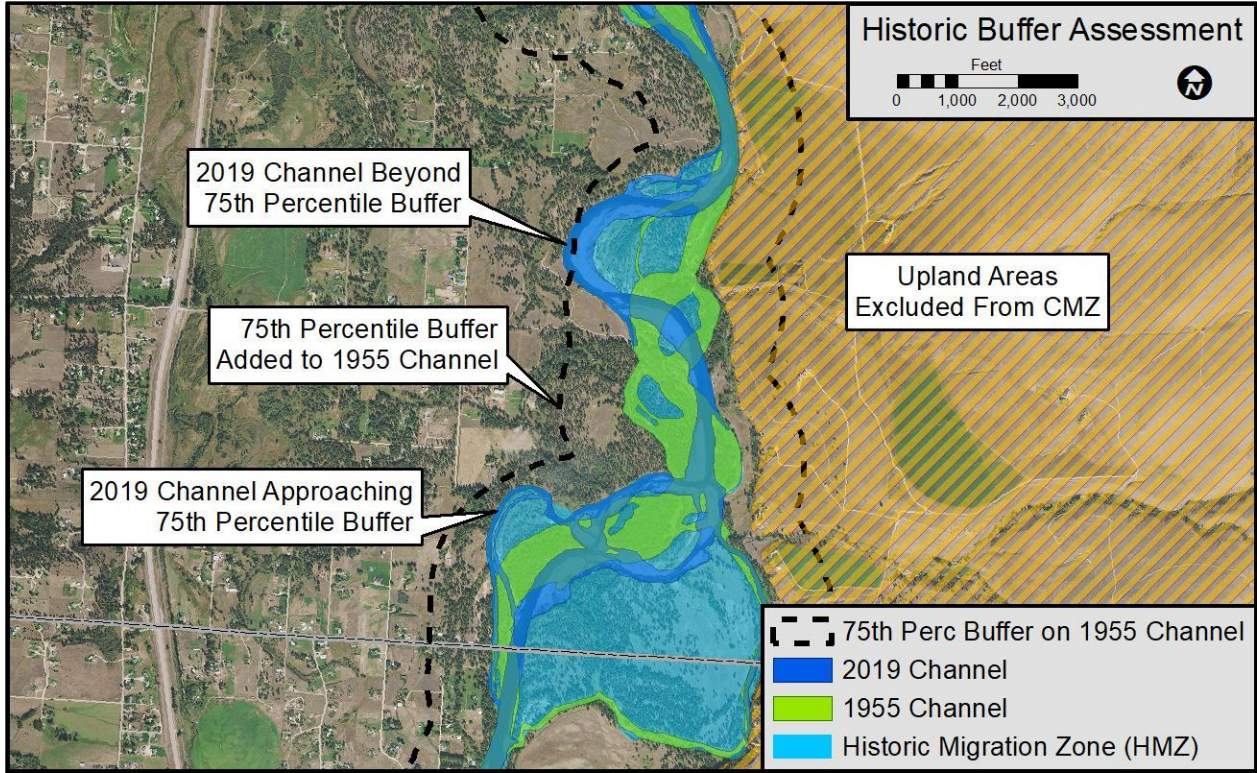 Historic Buffer Assessment
Feet
0 1,000 2,000 3,000
N
2019 Channel Beyond
75th Percentile Buffer
Upland Areas
Excluded From CMZ
75th Percentile Buffer
Added to 1955 Channel
2019 Channel Approaching
75th Percentile Buffer
75th Perc Buffer on 1955 Channel
2019 Channel
1955 Channel
Historic Migration Zone (HMZ)